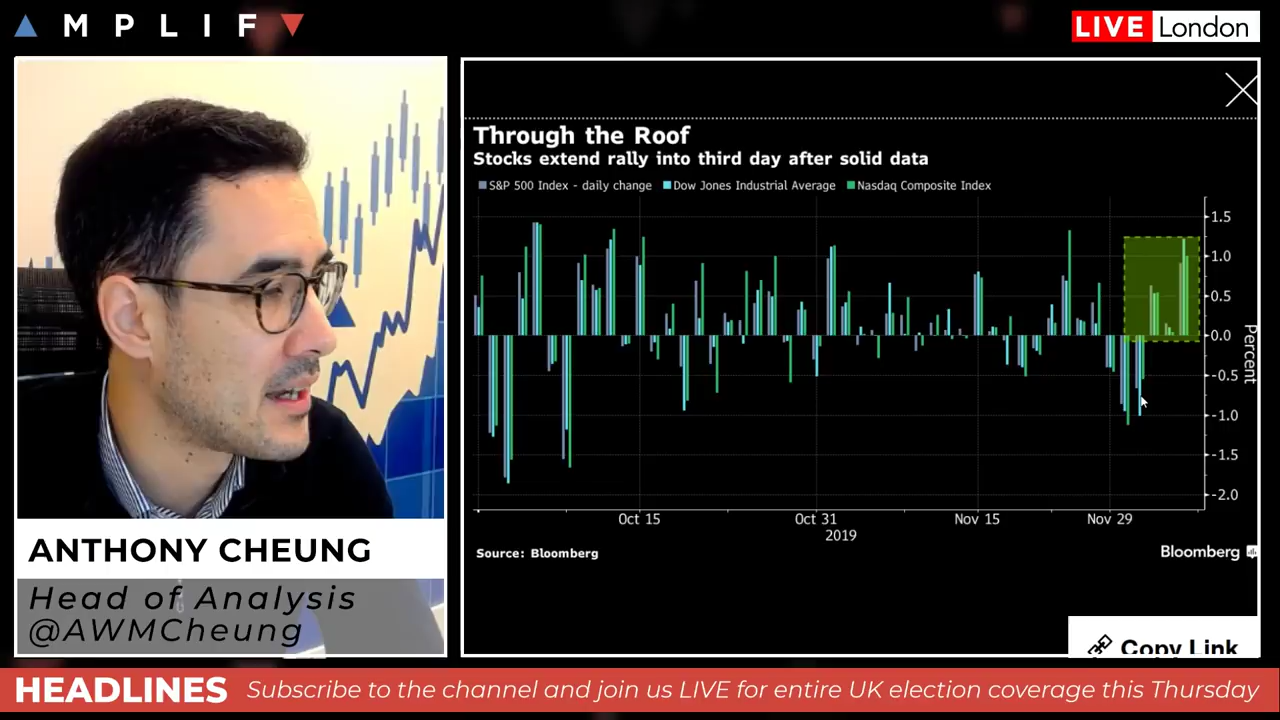 MPLIF
LIVE London
Through the Roof
Stocks extend rally into third day after solid data
S&P 500 Index - daily change Dow Jones Industrial Average Nasdaq Composite Index
1.5
1.0
0.5
0.0
-0.5
-1.0
-1.5
-2.0
Percent
Oct 15 Oct 31 Nov 15 Nov 29
2019
Source: Bloomberg
Bloomberg
Copy Link
ANTHONY CHEUNG
Head of Analysis
@AWMCheung
HEADLINES Subscribe to the channel and join us LIVE for entire UK election coverage this Thursday